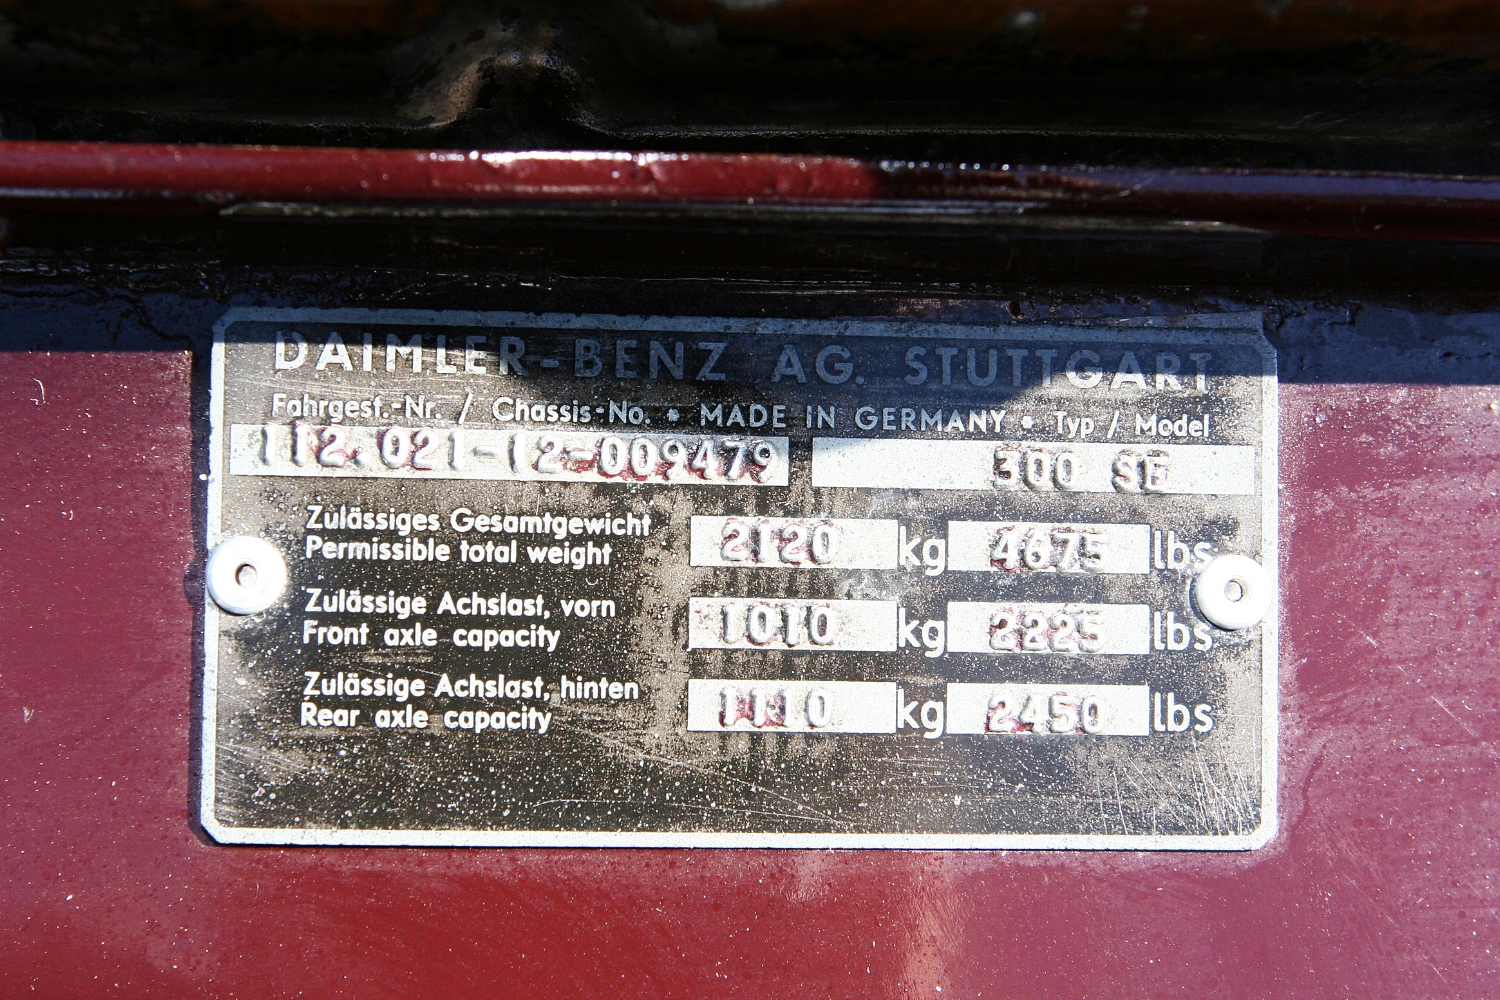 DAIMLER-BENZ AG. STUTTGART
Fahrgest.-Nr. / Chassis-No. * MADE IN GERMANY * Typ / Model
112.021-12-009479 300 SE
Zulässiges Gesamtgewicht
Permissible total weight 2120 kg 4675 lbs
Zulässige Achslast, vorn
Front axle capacity 1010 kg 2225 lbs
Zulässige Achslast, hinten
Rear axle capacity 1110 kg 2450 lbs